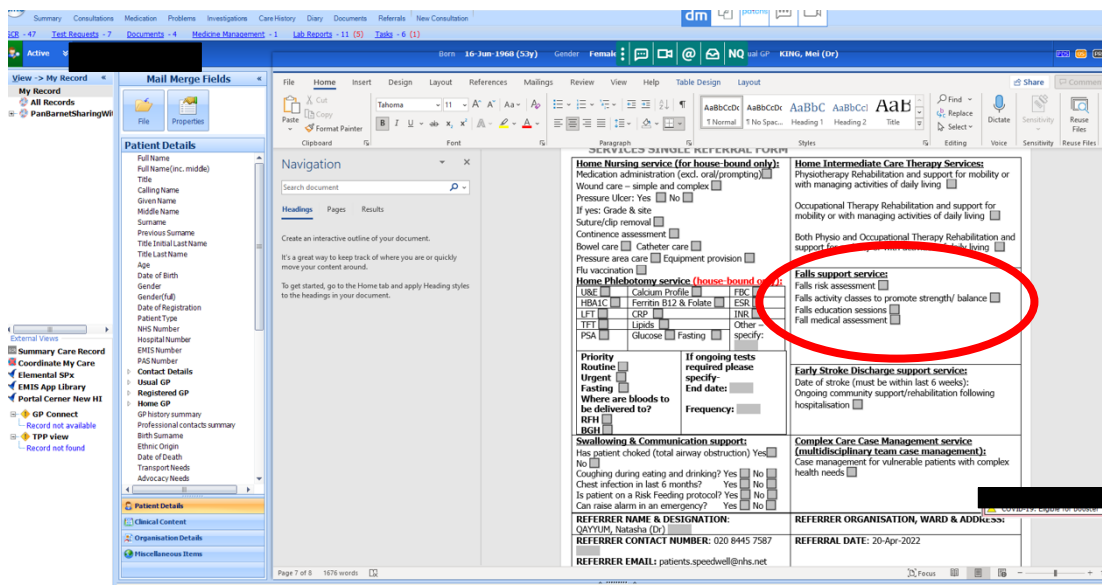 Summary Consultations Medication Problems Investigations Care History Diary Documents Referrals New Consultation
dm
SCR - 47 Test Requests - 7 Documents - 4 Medicine Management - 1 Lab Reports - 11 (5) Tasks - 6 (1)
Active Born 16-Jun-1968 (53y) Gender Female NQ ual GP KING, Mei (Dr)
View -> My Record «
My Record
All Records
PanBarnetSharingWi
External Views
Summary Care Record
Coordinate My Care
Elemental SPx
EMIS App Library
Portal Cerner New HI
GP Connect
Record not available
TPP view
Record not found
Mail Merge Fields «
File Properties
Patient Details
Full Name
Full Name(inc. middle)
Title
Calling Name
Given Name
Middle Name
Surname
Previous Surname
Title Initial Last Name
Title Last Name
Age
Date of Birth
Gender
Gender(full)
Date of Registration
Patient Type
NHS Number
Hospital Number
EMIS Number
PAS Number
Contact Details
Usual GP
Registered GP
Home GP
GP history summary
Professional contacts summary
Birth Surname
Ethnic Origin
Date of Death
Transport Needs
Advocacy Needs
Patient Details
Clinical Content
Organisation Details
Miscellaneous Items
File Home Insert Design Layout References Mailings Review View Help Table Design Layout Share Comments
Cut
Copy
Format Painter
Paste
Clipboard
Tahoma 11
Font
Paragraph
AaBbCcDc AaBbCcDc AaBbC AaBbCcl AaB
¶ Normal ¶ No Spac... Heading 1 Heading 2 Title
Styles
Find
Replace
Select
Editing
Dictate
Voice
Sensitivity
Sensitivity
Reuse
Files
Reuse Files
Navigation
Search document
Headings Pages Results
Create an interactive outline of your document.
It's a great way to keep track of where you are or quickly
move your content around.
To get started, go to the Home tab and apply Heading styles
to the headings in your document.
SERVICES SINGLE REFERRAL FORM
Home Nursing service (for house-bound only):
Medication administration (excl. oral/prompting)
Wound care – simple and complex
Pressure Ulcer: Yes No
If yes: Grade & site
Suture/clip removal
Continence assessment
Bowel care Catheter care
Pressure area care Equipment provision
Flu vaccination
Home Phlebotomy service (house-bound only):
U&E Calcium Profile FBC
HBA1C Ferritin B12 & Folate ESR
LFT CRP INR
TFT Lipids Other –
PSA Glucose Fasting specify:
Priority
Routine
Urgent
Fasting
Where are bloods to
be delivered to?
RFH
BGH
If ongoing tests
required please
specify-
End date:
Frequency:
Swallowing & Communication support:
Has patient choked (total airway obstruction) Yes
No
Coughing during eating and drinking? Yes No
Chest infection in last 6 months? Yes No
Is patient on a Risk Feeding protocol? Yes No
Can raise alarm in an emergency? Yes No
REFERRER NAME & DESIGNATION:
QAYYUM, Natasha (Dr)
REFERRER CONTACT NUMBER: 020 8445 7587
REFERRER EMAIL: patients.speedwell@nhs.net
Home Intermediate Care Therapy Services:
Physiotherapy Rehabilitation and support for mobility or
with managing activities of daily living
Occupational Therapy Rehabilitation and support for
mobility or with managing activities of daily living
Both Physio and Occupational Therapy Rehabilitation and
support for daily living
Falls support service:
Falls risk assessment
Falls activity classes to promote strength/ balance
Falls education sessions
Fall medical assessment
Early Stroke Discharge support service:
Date of stroke (must be within last 6 weeks):
Ongoing community support/rehabilitation following
hospitalisation
Complex Care Case Management service
(multidisciplinary team case management):
Case management for vulnerable patients with complex
health needs
REFERRER ORGANISATION, WARD & ADDRESS:
REFERRAL DATE: 20-Apr-2022
COVID-19: Eligible for booster
Page 7 of 8 1676 words Focus